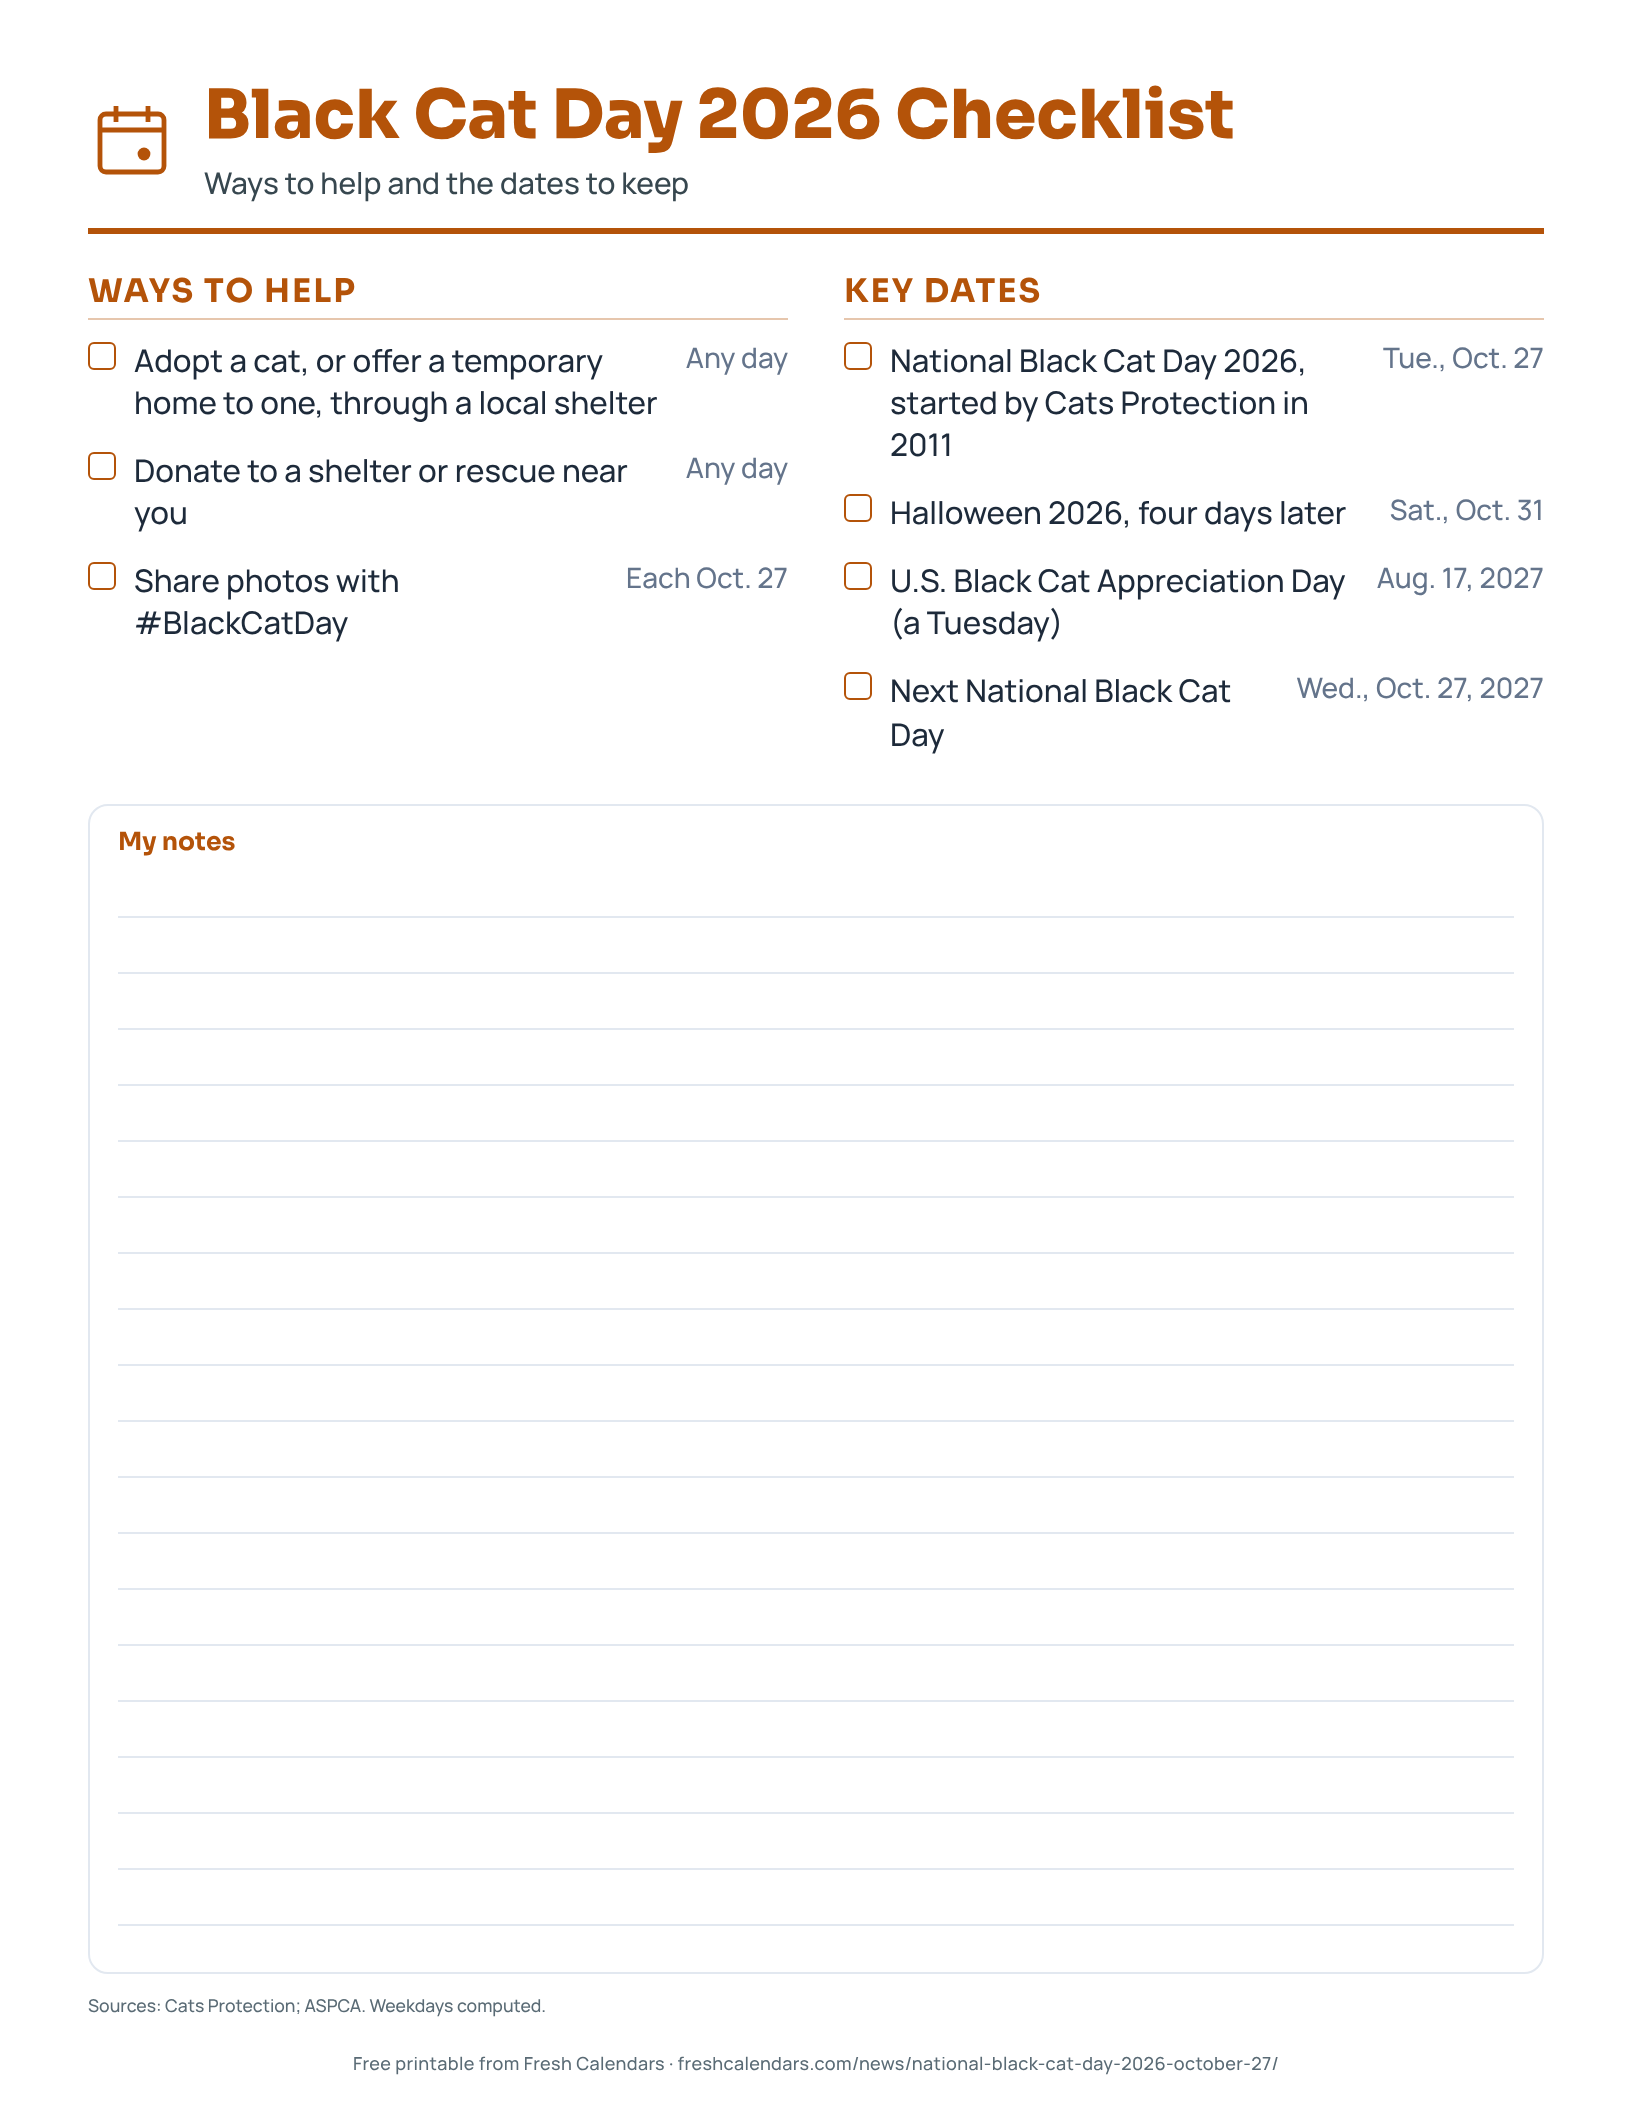 Black Cat Day 2026 Checklist
Ways to help and the dates to keep
WAYS TO HELP
Adopt a cat, or offer a temporary Any day
home to one, through a local shelter
Donate to a shelter or rescue near Any day
you
Share photos with Each Oct. 27
#BlackCatDay
KEY DATES
National Black Cat Day 2026, Tue., Oct. 27
started by Cats Protection in
2011
Halloween 2026, four days later Sat., Oct. 31
U.S. Black Cat Appreciation Day Aug. 17, 2027
(a Tuesday)
Next National Black Cat Wed., Oct. 27, 2027
Day
My notes
Sources: Cats Protection; ASPCA. Weekdays computed.
Free printable from Fresh Calendars · freshcalendars.com/news/national-black-cat-day-2026-october-27/